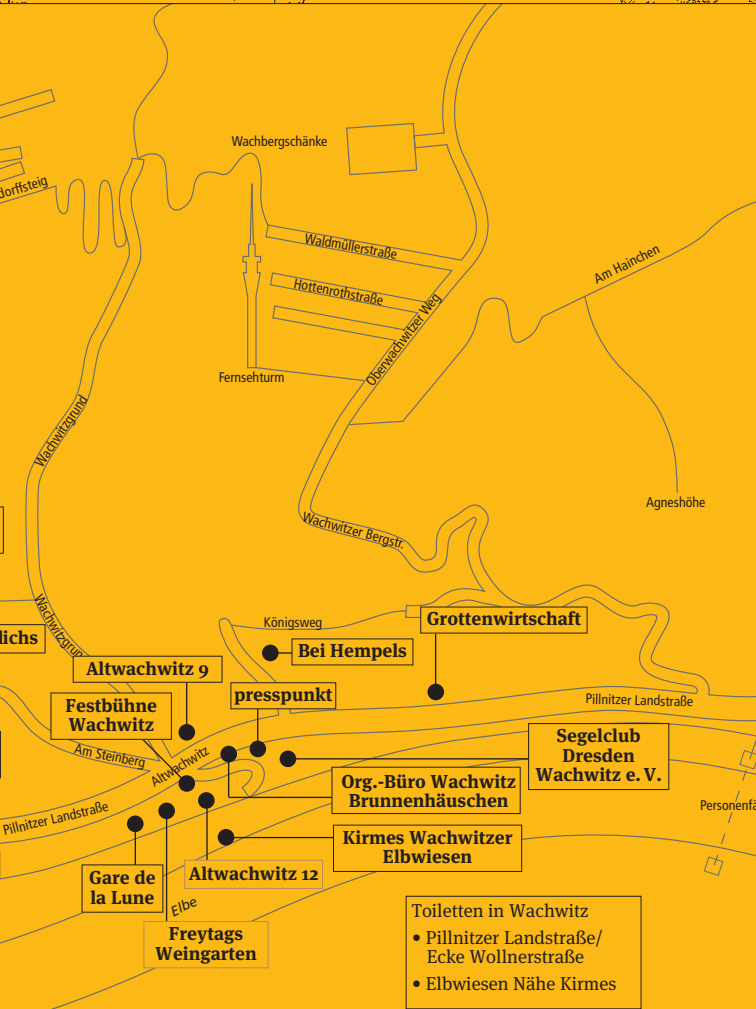 Wachbergschänke
dorffsteig
Waldmüllerstraße
Am Hainchen
Hottenrothstraße
Oberwachwitzer Weg
Fernsehturm
Wachwitzgrund
Agneshöhe
Wachwitzer Bergstr.
Wachwitzgrund
Königsweg
Grottenwirtschaft
lichs
Bei Hempels
Altwachwitz 9
presspunkt
Pillnitzer Landstraße
Festbühne
Wachwitz
Segelclub
Dresden
Wachwitz e. V.
Am Steinberg
Altwachwitz
Org.-Büro Wachwitz
Brunnenhäuschen
Personenfä
Pillnitzer Landstraße
Kirmes Wachwitzer
Elbwiesen
Gare de
la Lune
Altwachwitz 12
Elbe
Freytags
Weingarten
Toiletten in Wachwitz
• Pillnitzer Landstraße/
Ecke Wollnerstraße
• Elbwiesen Nähe Kirmes